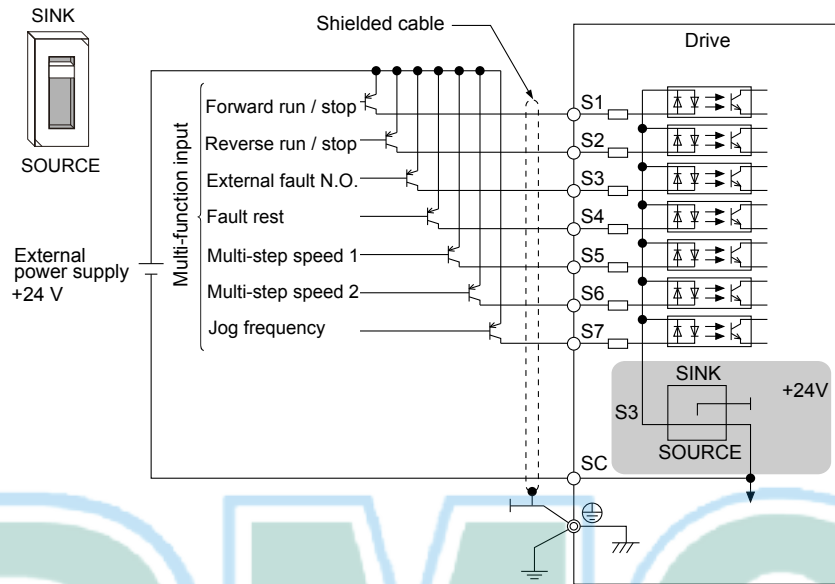 SINK
SOURCE
Shielded cable
Drive
Multi-function input
Forward run / stop
Reverse run / stop
External fault N.O.
Fault rest
Multi-step speed 1
Multi-step speed 2
Jog frequency
External
power supply
+24 V
S1
S2
S3
S4
S5
S6
S7
SINK
+24V
S3
SOURCE
SC